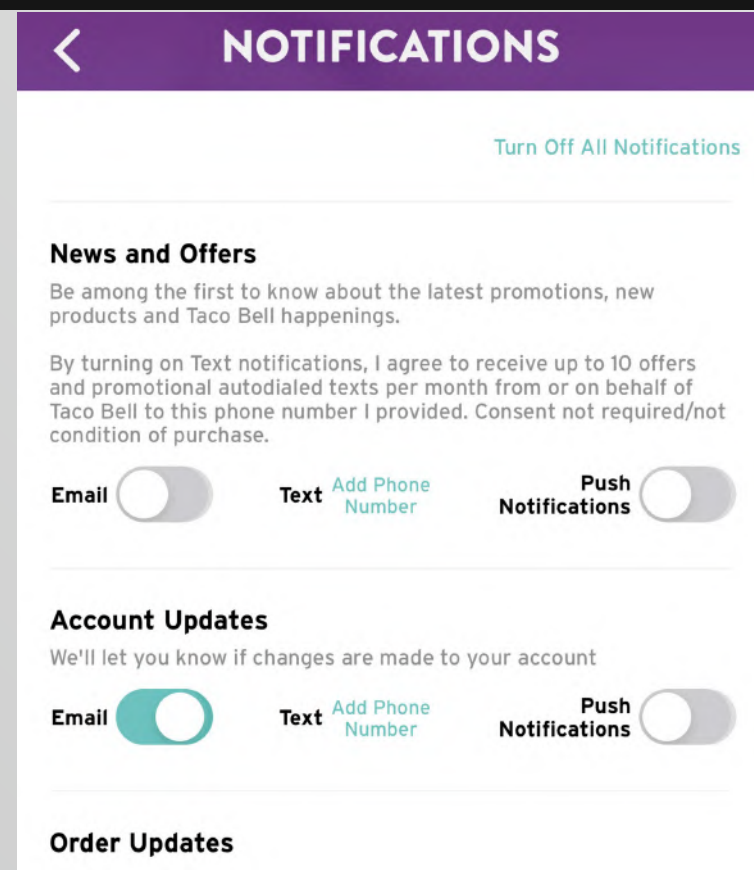 NOTIFICATIONS
Turn Off All Notifications
News and Offers
Be among the first to know about the latest promotions, new
products and Taco Bell happenings.
By turning on Text notifications, I agree to receive up to 10 offers
and promotional autodialed texts per month from or on behalf of
Taco Bell to this phone number I provided. Consent not required/not
condition of purchase.
Email
Text
Add Phone
Number
Push
Notifications
Account Updates
We'll let you know if changes are made to your account
Email
Text
Add Phone
Number
Push
Notifications
Order Updates